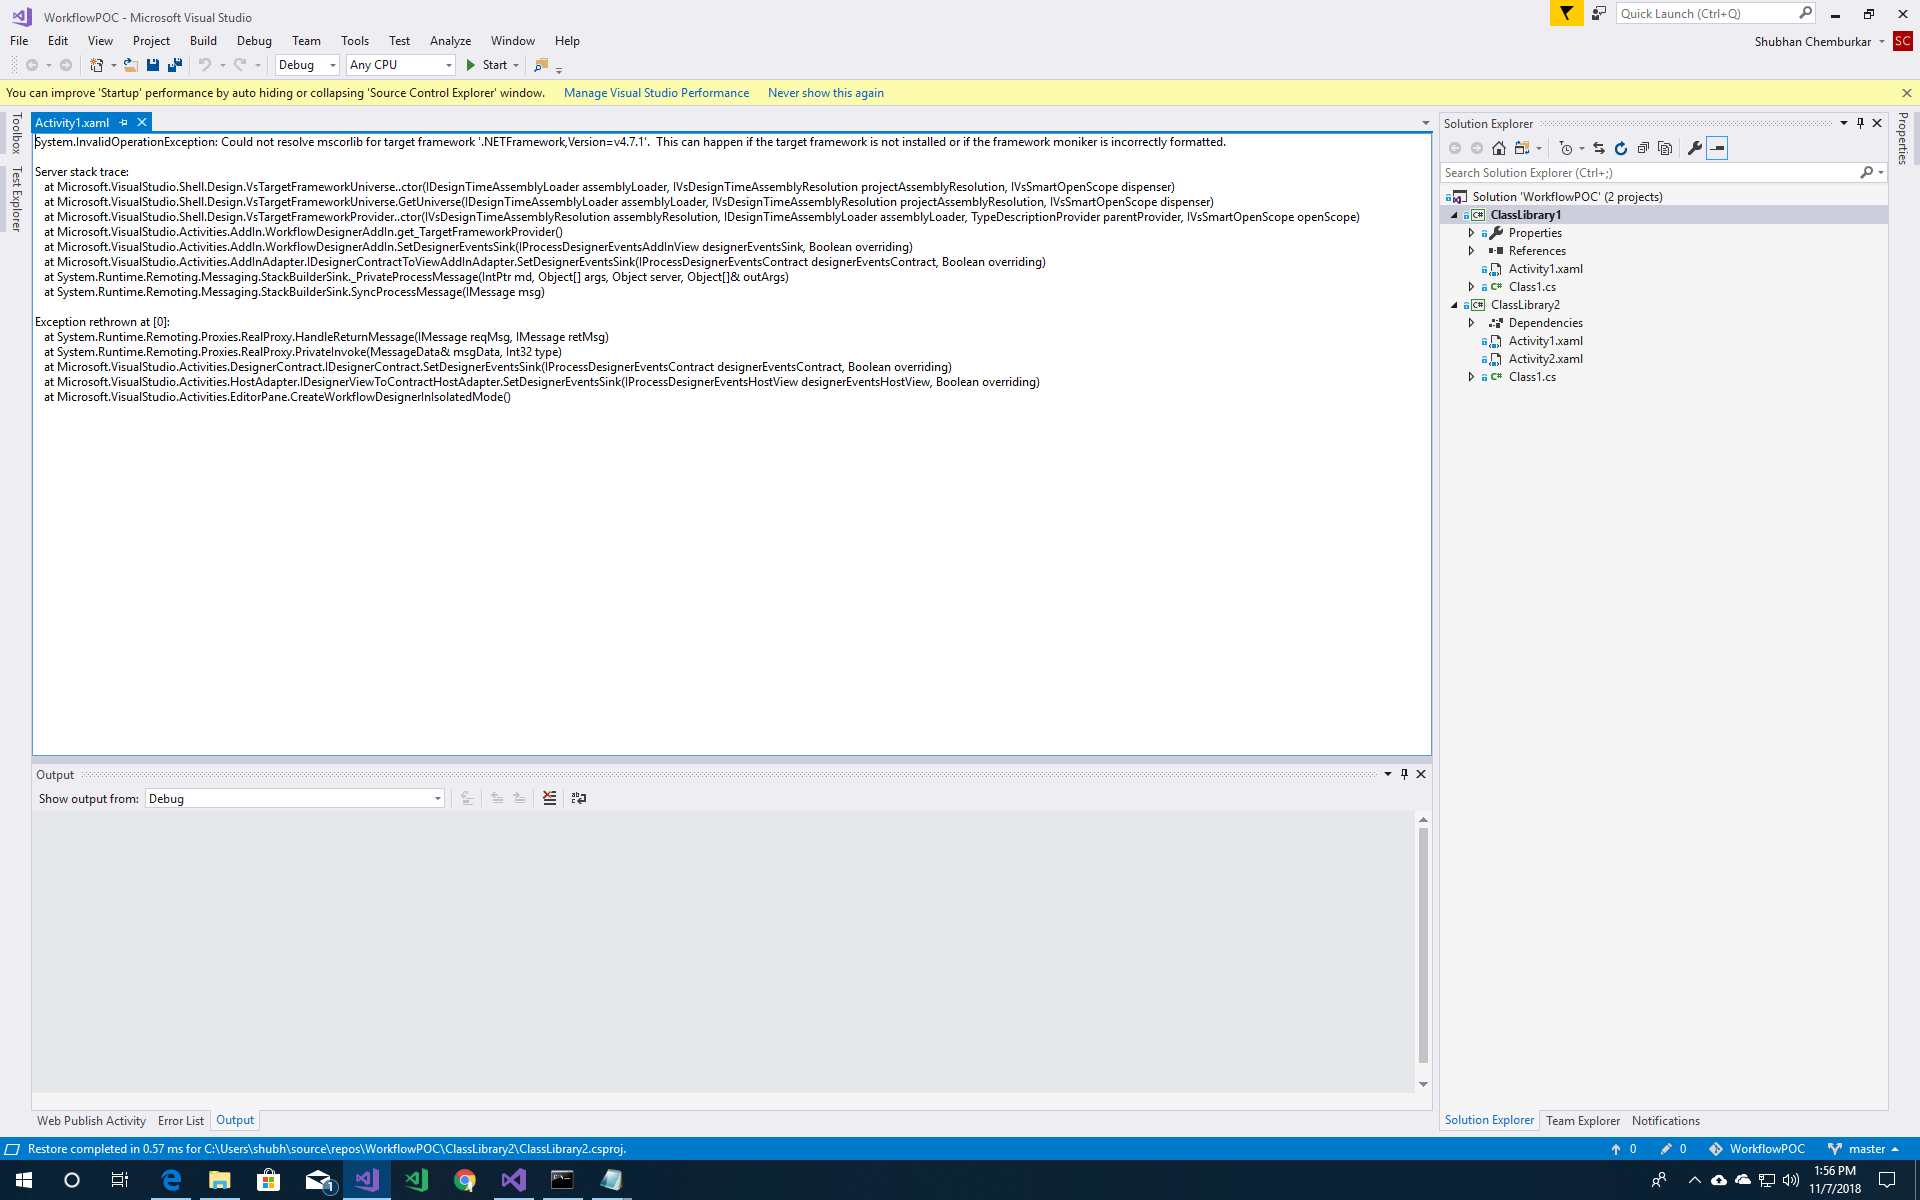 WorkflowPOC - Microsoft Visual Studio
Quick Launch (Ctrl+Q)
File Edit View Project Build Debug Team Tools Test Analyze Window Help
Shubhan Chemburkar SC
Debug Any CPU Start
You can improve 'Startup' performance by auto hiding or collapsing 'Source Control Explorer' window. Manage Visual Studio Performance Never show this again
Toolbox
Test Explorer
Activity1.xaml
System.InvalidOperationException: Could not resolve mscorlib for target framework '.NETFramework,Version=v4.7.1'.  This can happen if the target framework is not installed or if the framework moniker is incorrectly formatted.
Server stack trace:
at Microsoft.VisualStudio.Shell.Design.VsTargetFrameworkUniverse..ctor(IDesignTimeAssemblyLoader assemblyLoader, IVsDesignTimeAssemblyResolution projectAssemblyResolution, IVsSmartOpenScope dispenser)
at Microsoft.VisualStudio.Shell.Design.VsTargetFrameworkUniverse.GetUniverse(IDesignTimeAssemblyLoader assemblyLoader, IVsDesignTimeAssemblyResolution projectAssemblyResolution, IVsSmartOpenScope dispenser)
at Microsoft.VisualStudio.Shell.Design.VsTargetFrameworkProvider..ctor(IVsDesignTimeAssemblyResolution assemblyResolution, IDesignTimeAssemblyLoader assemblyLoader, TypeDescriptionProvider parentProvider, IVsSmartOpenScope openScope)
at Microsoft.VisualStudio.Activities.AddIn.WorkflowDesignerAddIn.get_TargetFrameworkProvider()
at Microsoft.VisualStudio.Activities.AddIn.WorkflowDesignerAddIn.SetDesignerEventsSink(IProcessDesignerEventsAddInView designerEventsSink, Boolean overriding)
at Microsoft.VisualStudio.Activities.AddInAdapter.IDesignerContractToViewAddInAdapter.SetDesignerEventsSink(IProcessDesignerEventsContract designerEventsContract, Boolean overriding)
at System.Runtime.Remoting.Messaging.StackBuilderSink._PrivateProcessMessage(IntPtr md, Object[] args, Object server, Object[]& outArgs)
at System.Runtime.Remoting.Messaging.StackBuilderSink.SyncProcessMessage(IMessage msg)
Exception rethrown at [0]:
at System.Runtime.Remoting.Proxies.RealProxy.HandleReturnMessage(IMessage reqMsg, IMessage retMsg)
at System.Runtime.Remoting.Proxies.RealProxy.PrivateInvoke(MessageData& msgData, Int32 type)
at Microsoft.VisualStudio.Activities.DesignerContract.IDesignerContract.SetDesignerEventsSink(IProcessDesignerEventsContract designerEventsContract, Boolean overriding)
at Microsoft.VisualStudio.Activities.HostAdapter.IDesignerViewToContractHostAdapter.SetDesignerEventsSink(IProcessDesignerEventsHostView designerEventsHostView, Boolean overriding)
at Microsoft.VisualStudio.Activities.EditorPane.CreateWorkflowDesignerInIsolatedMode()
Output
Show output from: Debug
Web Publish Activity Error List Output
Solution Explorer
Search Solution Explorer (Ctrl+;)
Solution 'WorkflowPOC' (2 projects)
C# ClassLibrary1
Properties
References
Activity1.xaml
C# Class1.cs
C# ClassLibrary2
Dependencies
Activity1.xaml
Activity2.xaml
C# Class1.cs
Solution Explorer Team Explorer Notifications
Properties
Restore completed in 0.57 ms for C:\Users\shubh\source\repos\WorkflowPOC\ClassLibrary2\ClassLibrary2.csproj.
0 0 WorkflowPOC master
1
1:56 PM
11/7/2018